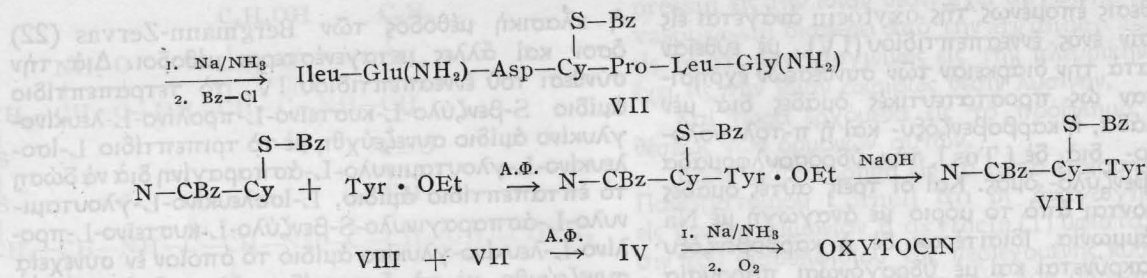 S—Bz
1. Na/NH₃
2. Bz—Cl
Ileu—Glu(NH₂)—Asp—Cy—Pro—Leu—Gly(NH₂)
VII
S—Bz S—Bz S—Bz
N—CBz—Cy + Tyr • OEt Α.Φ. N—CBz—Cy—Tyr • OEt NaOH N—CBz—Cy—Tyr
VIII
VIII + VII Α.Φ. IV 1. Na/NH₃ 2. O₂ OXYTOCIN